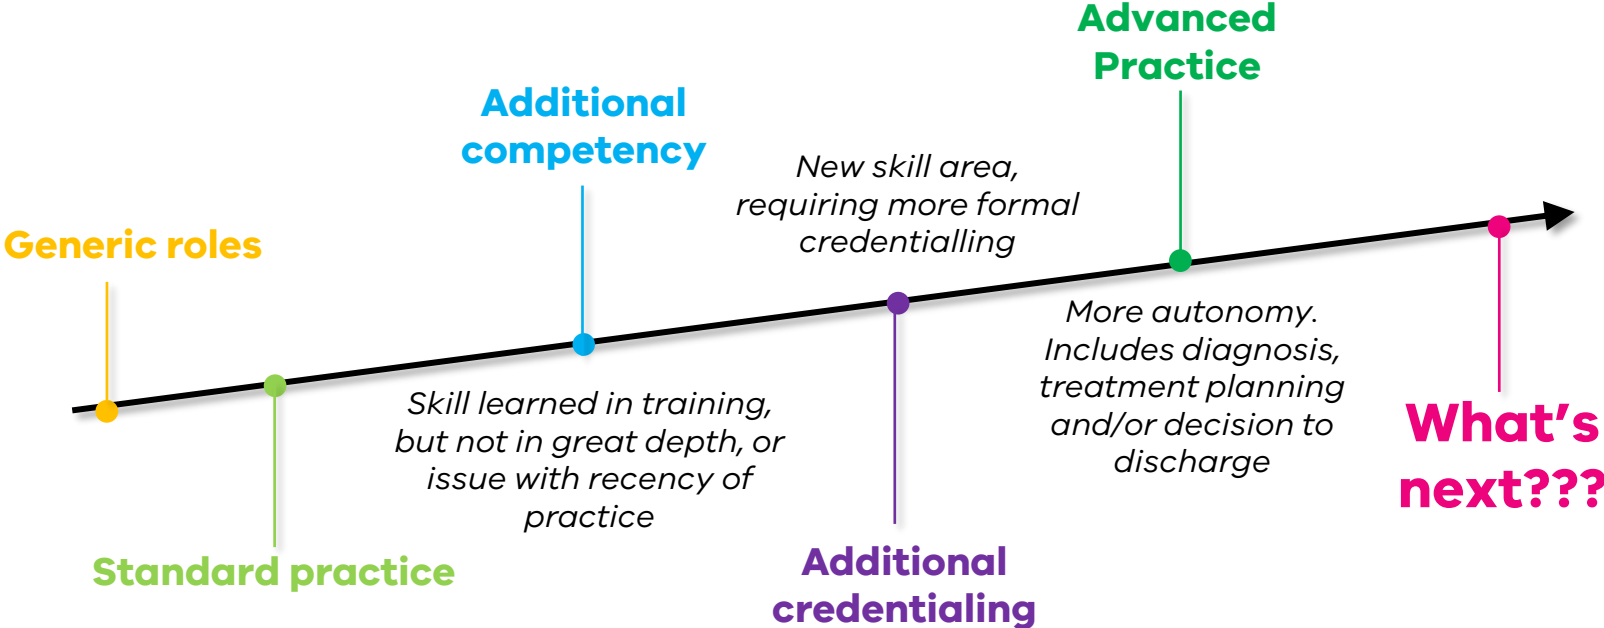 Generic roles
Standard practice
Additional
competency
Skill learned in training,
but not in great depth, or
issue with recency of
practice
New skill area,
requiring more formal
credentialling
Additional
credentialing
Advanced
Practice
More autonomy.
Includes diagnosis,
treatment planning
and/or decision to
discharge
What's
next???